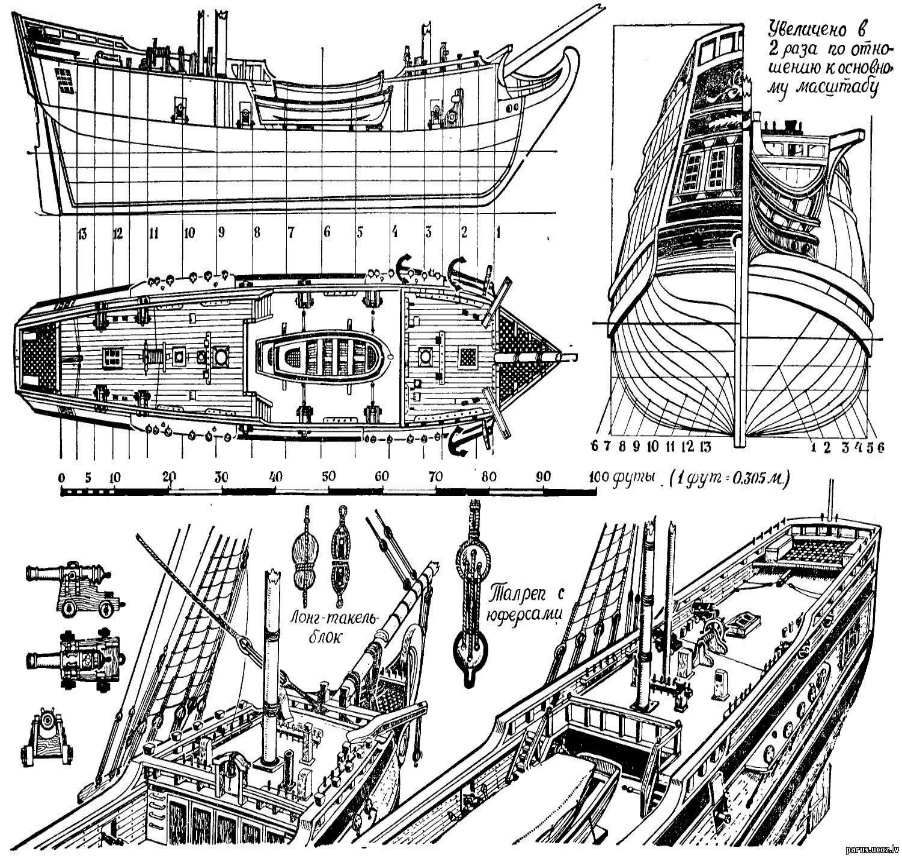 Увеличено в
2 раза по отно-
шению к основно-
му масштабу
13 12 11 10 9 8 7 6 5 4 3 2 1
6 7 8 9 10 11 12 13 1 2 3 4 5 6
0 5 10 20 30 40 50 60 70 80 90 100 футы. (1 фут = 0,305 м.)
Лонг-такель-
блок
Талреп с
юферсами
parus.ucoz.lv